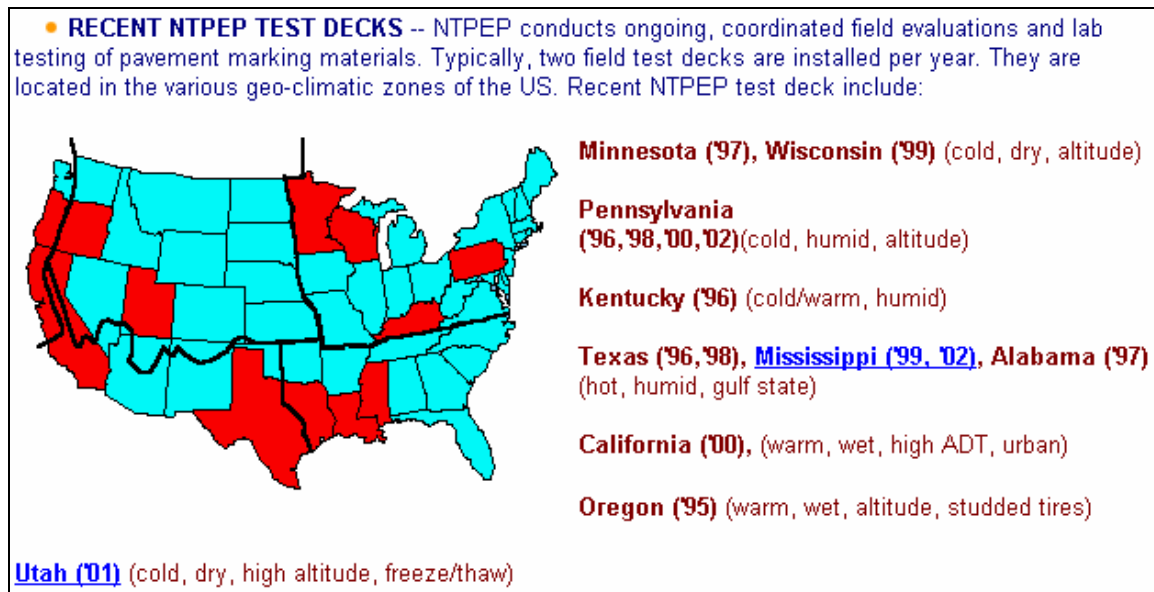 • RECENT NTPEP TEST DECKS -- NTPEP conducts ongoing, coordinated field evaluations and lab
testing of pavement marking materials. Typically, two field test decks are installed per year. They are
located in the various geo-climatic zones of the US. Recent NTPEP test deck include:
Minnesota ('97), Wisconsin ('99) (cold, dry, altitude)
Pennsylvania
('96,'98,'00,'02)(cold, humid, altitude)
Kentucky ('96) (cold/warm, humid)
Texas ('96,'98), Mississippi ('99, '02), Alabama ('97)
(hot, humid, gulf state)
California ('00), (warm, wet, high ADT, urban)
Oregon ('95) (warm, wet, altitude, studded tires)
Utah ('01) (cold, dry, high altitude, freeze/thaw)